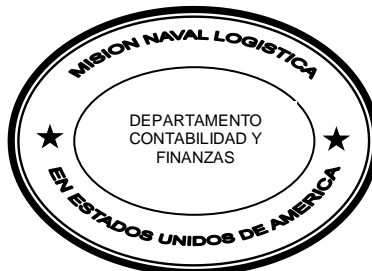 MISION NAVAL LOGISTICA
DEPARTAMENTO
CONTABILIDAD Y
FINANZAS
EN ESTADOS UNIDOS DE AMERICA